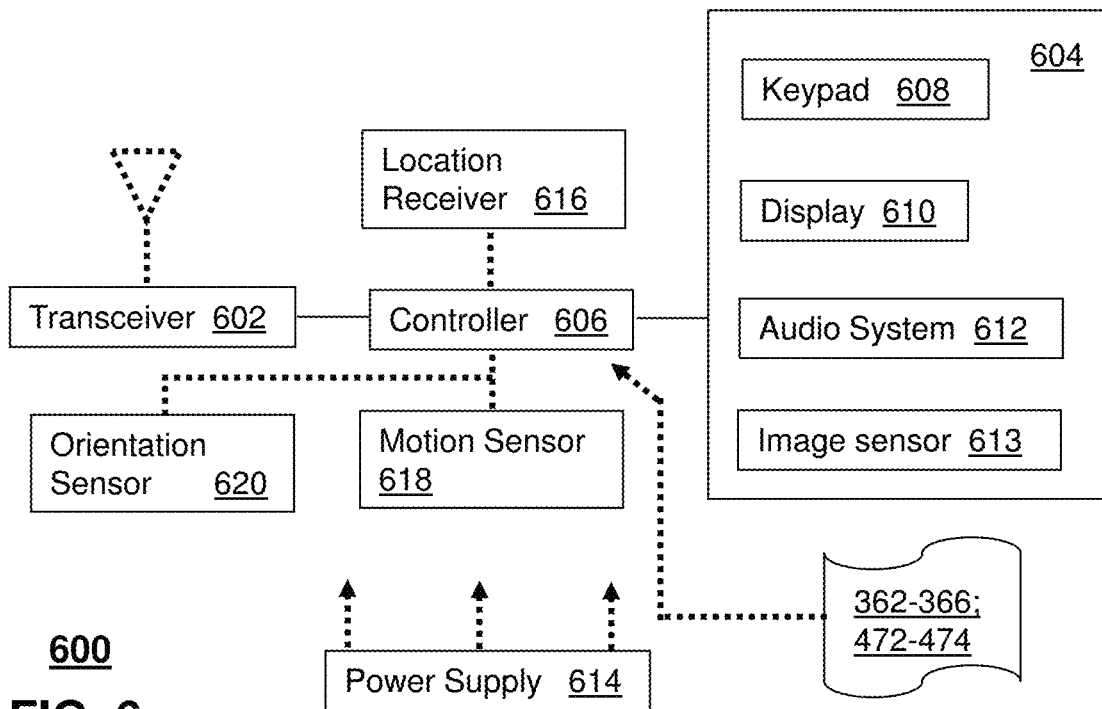 604
Keypad 608
Location
Receiver 616
Display 610
Transceiver 602
Controller 606
Audio System 612
Orientation
Sensor 620
Motion Sensor
618
Image sensor 613
362-366;
472-474
600
Power Supply 614
FIG. 6